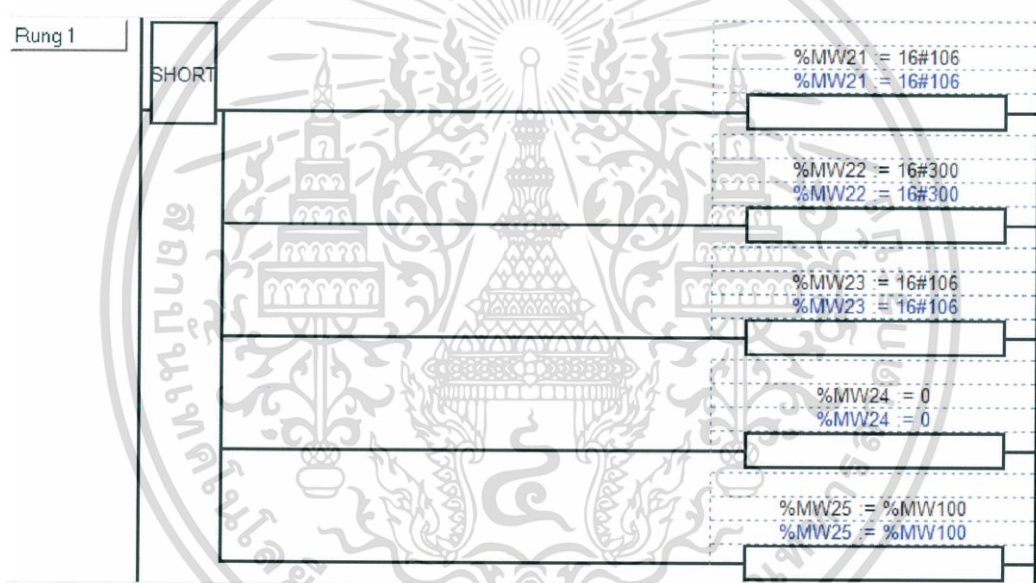 Rung 1
SHORT
%MW21 := 16#106
%MW21 := 16#106
%MW22 := 16#300
%MW22 := 16#300
%MW23 := 16#106
%MW23 := 16#106
%MW24 := 0
%MW24 := 0
%MW25 := %MW100
%MW25 := %MW100